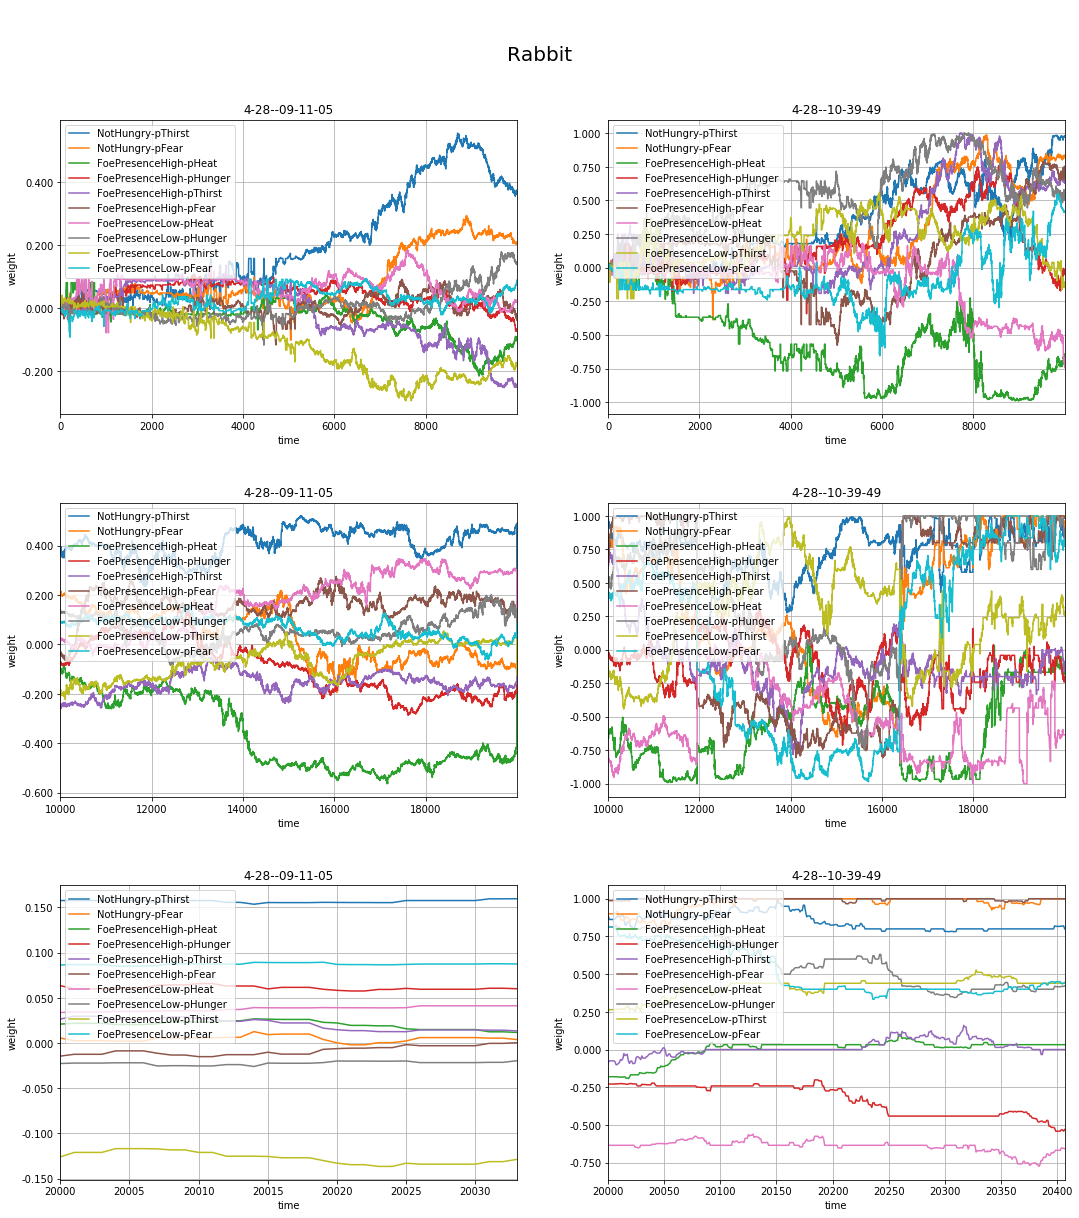 Rabbit
4-28--09-11-05
weight
0.400
0.200
0.000
-0.200
NotHungry-pThirst
NotHungry-pFear
FoePresenceHigh-pHeat
FoePresenceHigh-pHunger
FoePresenceHigh-pThirst
FoePresenceHigh-pFear
FoePresenceLow-pHeat
FoePresenceLow-pHunger
FoePresenceLow-pThirst
FoePresenceLow-pFear
0 2000 4000 6000 8000
time
4-28--10-39-49
weight
1.000
0.750
0.500
0.250
0.000
-0.250
-0.500
-0.750
-1.000
NotHungry-pThirst
NotHungry-pFear
FoePresenceHigh-pHeat
FoePresenceHigh-pHunger
FoePresenceHigh-pThirst
FoePresenceHigh-pFear
FoePresenceLow-pHeat
FoePresenceLow-pHunger
FoePresenceLow-pThirst
FoePresenceLow-pFear
0 2000 4000 6000 8000
time
4-28--09-11-05
weight
0.400
0.200
0.000
-0.200
-0.400
-0.600
NotHungry-pThirst
NotHungry-pFear
FoePresenceHigh-pHeat
FoePresenceHigh-pHunger
FoePresenceHigh-pThirst
FoePresenceHigh-pFear
FoePresenceLow-pHeat
FoePresenceLow-pHunger
FoePresenceLow-pThirst
FoePresenceLow-pFear
10000 12000 14000 16000 18000
time
4-28--10-39-49
weight
1.000
0.750
0.500
0.250
0.000
-0.250
-0.500
-0.750
-1.000
NotHungry-pThirst
NotHungry-pFear
FoePresenceHigh-pHeat
FoePresenceHigh-pHunger
FoePresenceHigh-pThirst
FoePresenceHigh-pFear
FoePresenceLow-pHeat
FoePresenceLow-pHunger
FoePresenceLow-pThirst
FoePresenceLow-pFear
10000 12000 14000 16000 18000
time
4-28--09-11-05
weight
0.150
0.100
0.050
0.000
-0.050
-0.100
-0.150
NotHungry-pThirst
NotHungry-pFear
FoePresenceHigh-pHeat
FoePresenceHigh-pHunger
FoePresenceHigh-pThirst
FoePresenceHigh-pFear
FoePresenceLow-pHeat
FoePresenceLow-pHunger
FoePresenceLow-pThirst
FoePresenceLow-pFear
20000 20005 20010 20015 20020 20025 20030
time
4-28--10-39-49
weight
1.000
0.750
0.500
0.250
0.000
-0.250
-0.500
-0.750
NotHungry-pThirst
NotHungry-pFear
FoePresenceHigh-pHeat
FoePresenceHigh-pHunger
FoePresenceHigh-pThirst
FoePresenceHigh-pFear
FoePresenceLow-pHeat
FoePresenceLow-pHunger
FoePresenceLow-pThirst
FoePresenceLow-pFear
20000 20050 20100 20150 20200 20250 20300 20350 20400
time